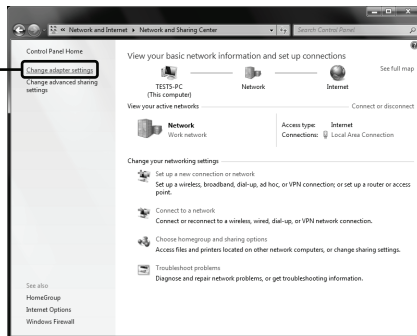 « Network and Internet ▸ Network and Sharing Center
Search Control Panel
Control Panel Home
Change adapter settings
Change advanced sharing
settings
See also
HomeGroup
Internet Options
Windows Firewall
View your basic network information and set up connections
See full map
TESTS-PC
(This computer)
Network
Internet
View your active networks
Connect or disconnect
Network
Work network
Access type: Internet
Connections: Local Area Connection
Change your networking settings
Set up a new connection or network
Set up a wireless, broadband, dial-up, ad hoc, or VPN connection; or set up a router or access
point.
Connect to a network
Connect or reconnect to a wireless, wired, dial-up, or VPN network connection.
Choose homegroup and sharing options
Access files and printers located on other network computers, or change sharing settings.
Troubleshoot problems
Diagnose and repair network problems, or get troubleshooting information.